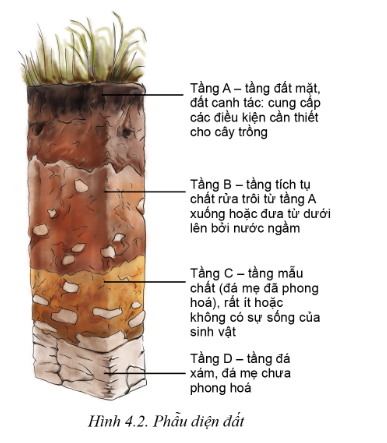 Tầng A – tầng đất mặt,
đất canh tác: cung cấp
các điều kiện cần thiết
cho cây trồng
Tầng B – tầng tích tụ
chất rửa trôi từ tầng A
xuống hoặc đưa từ dưới
lên bởi nước ngầm
Tầng C – tầng mẫu
chất (đá mẹ đã phong
hoá), rất ít hoặc
không có sự sống của
sinh vật
Tầng D – tầng đá
xám, đá mẹ chưa
phong hoá
Hình 4.2. Phẫu diện đất